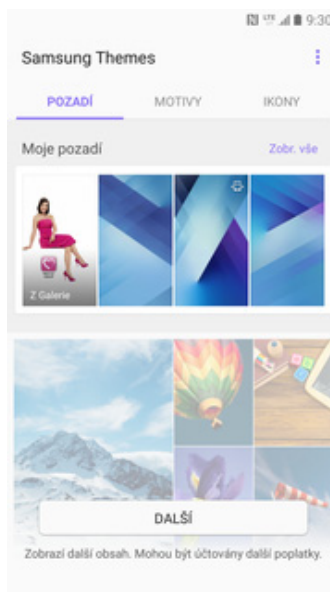 9:30
Samsung Themes
POZADÍ MOTIVY IKONY
Moje pozadí Zobr. vše
Z Galerie
DALŠÍ
Zobrazí další obsah. Mohou být účtovány další poplatky.